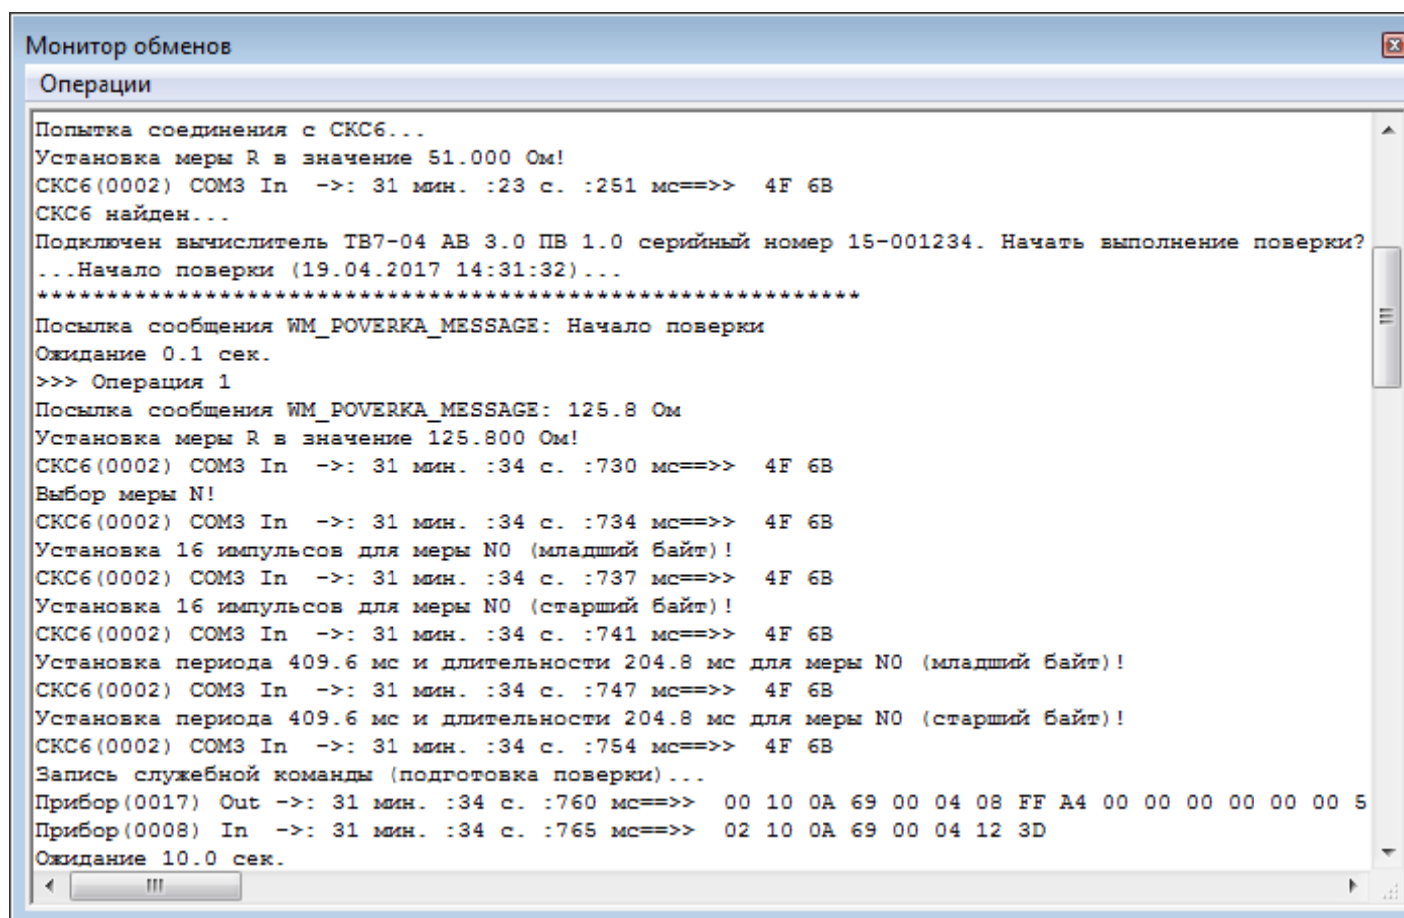 Монитор обменов
Операции
Попытка соединения с СКС6...
Установка меры R в значение 51.000 Ом!
СКС6(0002) COM3 In  ->: 31 мин. :23 с. :251 мс==>>  4F 6B
СКС6 найден...
Подключен вычислитель ТВ7-04 АВ 3.0 ПВ 1.0 серийный номер 15-001234. Начать выполнение поверки?
...Начало поверки (19.04.2017 14:31:32)...
***********************************************************
Посылка сообщения WM_POVERKA_MESSAGE: Начало поверки
Ожидание 0.1 сек.
>>> Операция 1
Посылка сообщения WM_POVERKA_MESSAGE: 125.8 Ом
Установка меры R в значение 125.800 Ом!
СКС6(0002) COM3 In  ->: 31 мин. :34 с. :730 мс==>>  4F 6B
Выбор меры N!
СКС6(0002) COM3 In  ->: 31 мин. :34 с. :734 мс==>>  4F 6B
Установка 16 импульсов для меры N0 (младший байт)!
СКС6(0002) COM3 In  ->: 31 мин. :34 с. :737 мс==>>  4F 6B
Установка 16 импульсов для меры N0 (старший байт)!
СКС6(0002) COM3 In  ->: 31 мин. :34 с. :741 мс==>>  4F 6B
Установка периода 409.6 мс и длительности 204.8 мс для меры N0 (младший байт)!
СКС6(0002) COM3 In  ->: 31 мин. :34 с. :747 мс==>>  4F 6B
Установка периода 409.6 мс и длительности 204.8 мс для меры N0 (старший байт)!
СКС6(0002) COM3 In  ->: 31 мин. :34 с. :754 мс==>>  4F 6B
Запись служебной команды (подготовка поверки)...
Прибор(0017) Out ->: 31 мин. :34 с. :760 мс==>>  00 10 0A 69 00 04 08 FF A4 00 00 00 00 00 00 5
Прибор(0008) In  ->: 31 мин. :34 с. :765 мс==>>  02 10 0A 69 00 04 12 3D
Ожидание 10.0 сек.